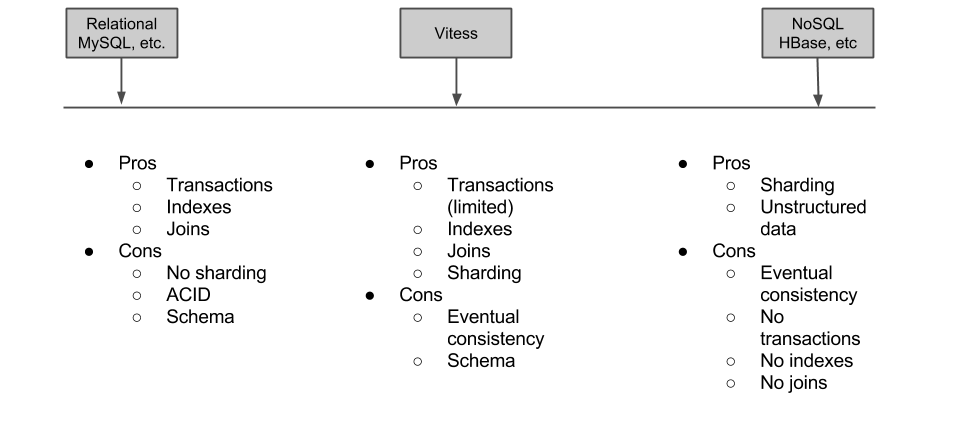 Relational
MySQL, etc.
Vitess
NoSQL
HBase, etc
● Pros
○ Transactions
○ Indexes
○ Joins
● Cons
○ No sharding
○ ACID
○ Schema
● Pros
○ Transactions
(limited)
○ Indexes
○ Joins
○ Sharding
● Cons
○ Eventual
consistency
○ Schema
● Pros
○ Sharding
○ Unstructured
data
● Cons
○ Eventual
consistency
○ No
transactions
○ No indexes
○ No joins